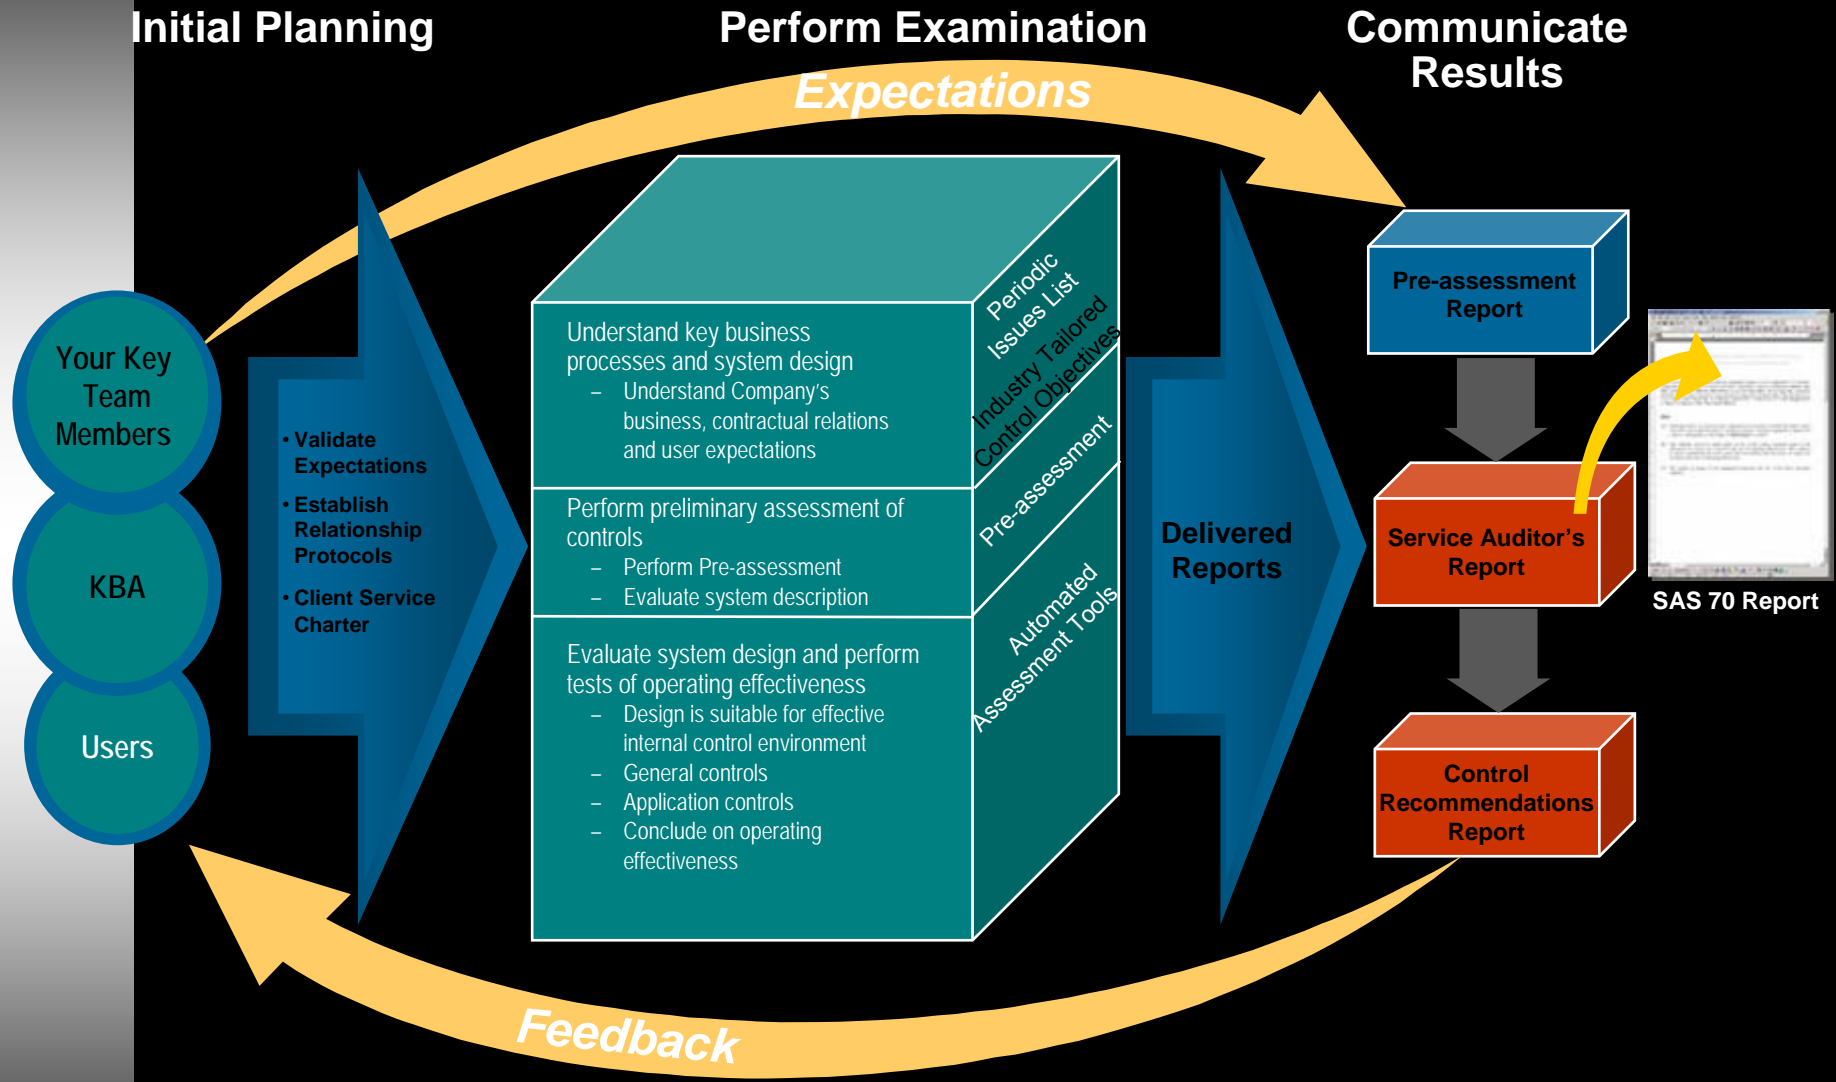 Initial Planning
Perform Examination
Communicate
Results
Expectations
Your Key
Team
Members
KBA
Users
• Validate
Expectations
• Establish
Relationship
Protocols
• Client Service
Charter
Understand key business
processes and system design
– Understand Company's
business, contractual relations
and user expectations
Perform preliminary assessment of
controls
– Perform Pre-assessment
– Evaluate system description
Evaluate system design and perform
tests of operating effectiveness
– Design is suitable for effective
internal control environment
– General controls
– Application controls
– Conclude on operating
effectiveness
Periodic
Issues List
Industry Tailored
Control Objectives
Pre-assessment
Automated
Assessment Tools
Delivered
Reports
Pre-assessment
Report
Service Auditor's
Report
SAS 70 Report
Control
Recommendations
Report
Feedback